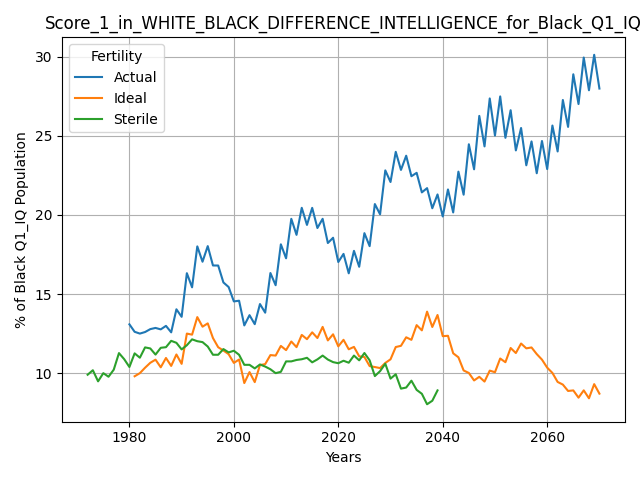 Score_1_in_WHITE_BLACK_DIFFERENCE_INTELLIGENCE_for_Black_Q1_IQ
% of Black Q1_IQ Population
30
25
20
15
10
Fertility
Actual
Ideal
Sterile
1980 2000 2020 2040 2060
Years